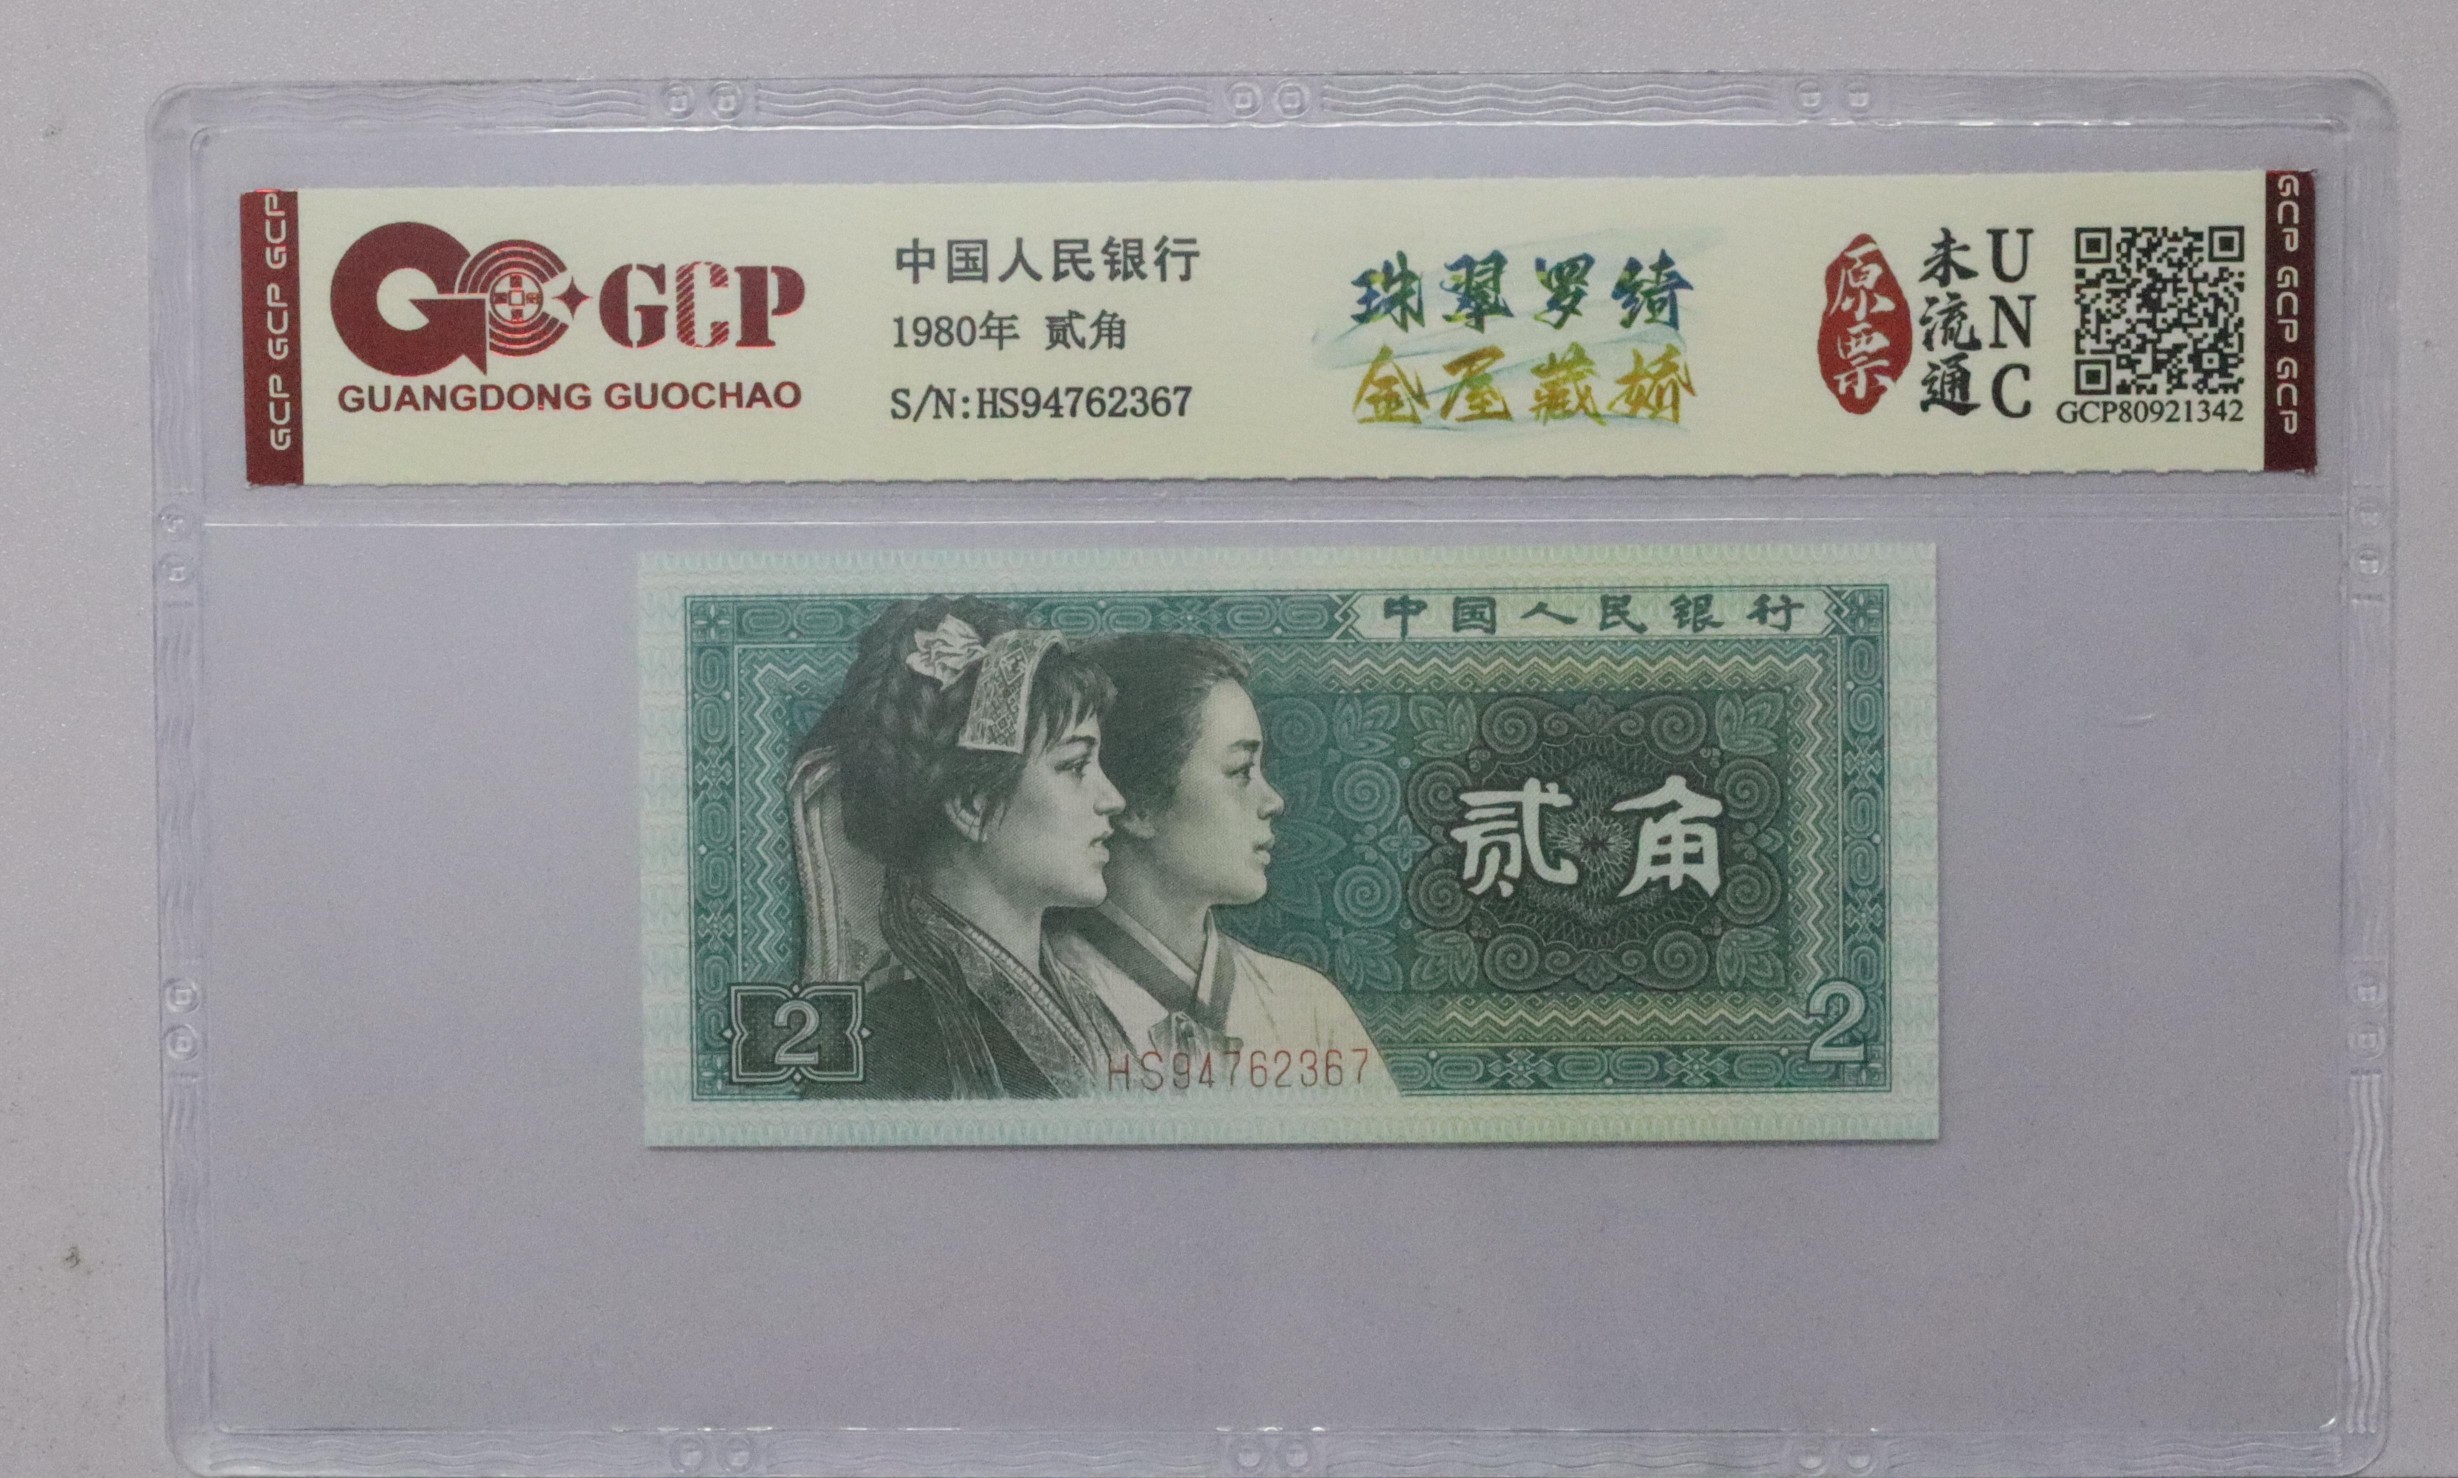 GCP GCP GCP
GCP
GUANGDONG GUOCHAO
中国人民银行
1980年 贰角
S/N:HS94762367
珠翠罗绮
金屋藏娇
原票
未流通
UNC
GCP80921342
GCP GCP GCP
中国人民银行
贰角
2
2
HS94762367